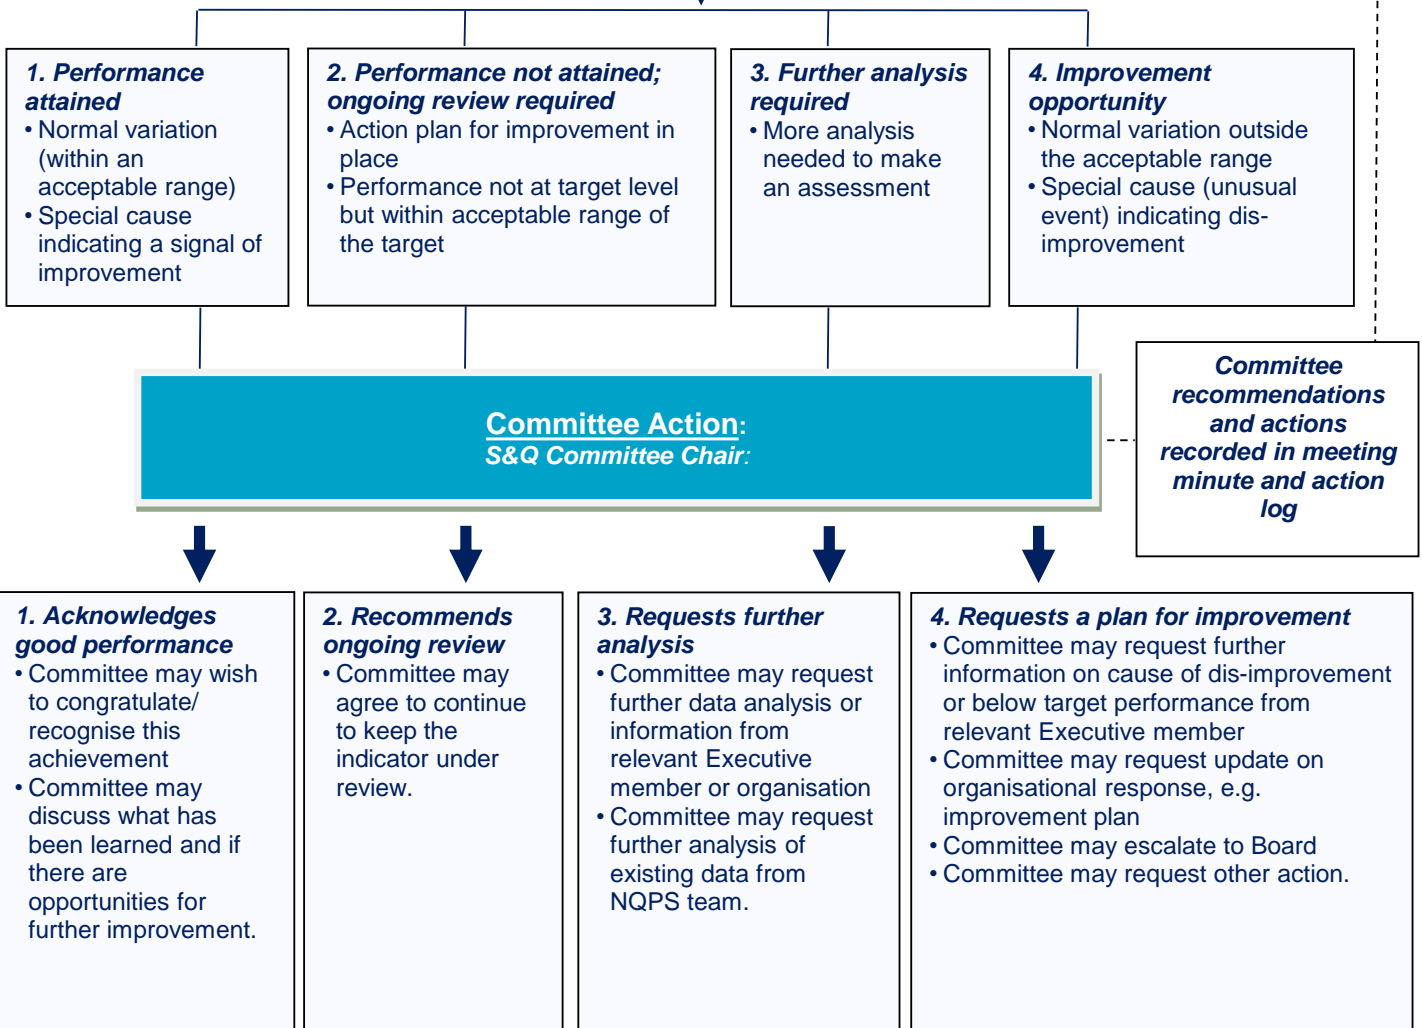 1. Performance
attained
• Normal variation
(within an
acceptable range)
• Special cause
indicating a signal of
improvement
2. Performance not attained;
ongoing review required
• Action plan for improvement in
place
• Performance not at target level
but within acceptable range of
the target
3. Further analysis
required
• More analysis
needed to make
an assessment
4. Improvement
opportunity
• Normal variation outside
the acceptable range
• Special cause (unusual
event) indicating dis-
improvement
Committee Action:
S&Q Committee Chair:
Committee
recommendations
and actions
recorded in meeting
minute and action
log
1. Acknowledges
good performance
• Committee may wish
to congratulate/
recognise this
achievement
• Committee may
discuss what has
been learned and if
there are
opportunities for
further improvement.
2. Recommends
ongoing review
• Committee may
agree to continue
to keep the
indicator under
review.
3. Requests further
analysis
• Committee may request
further data analysis or
information from
relevant Executive
member or organisation
• Committee may request
further analysis of
existing data from
NQPS team.
4. Requests a plan for improvement
• Committee may request further
information on cause of dis-improvement
or below target performance from
relevant Executive member
• Committee may request update on
organisational response, e.g.
improvement plan
• Committee may escalate to Board
• Committee may request other action.